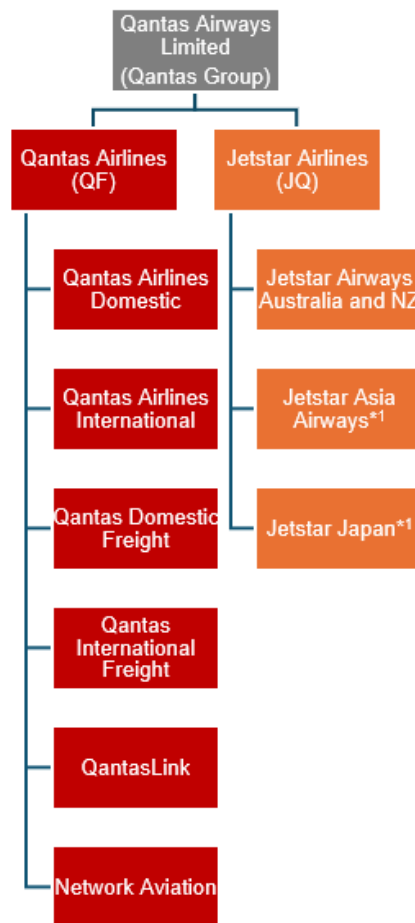 Qantas Airways
Limited
(Qantas Group)
Qantas Airlines
(QF)
Jetstar Airlines
(JQ)
Qantas Airlines
Domestic
Jetstar Airways
Australia and NZ
Qantas Airlines
International
Jetstar Asia
Airways*¹
Qantas Domestic
Freight
Jetstar Japan*¹
Qantas
International
Freight
QantasLink
Network Aviation